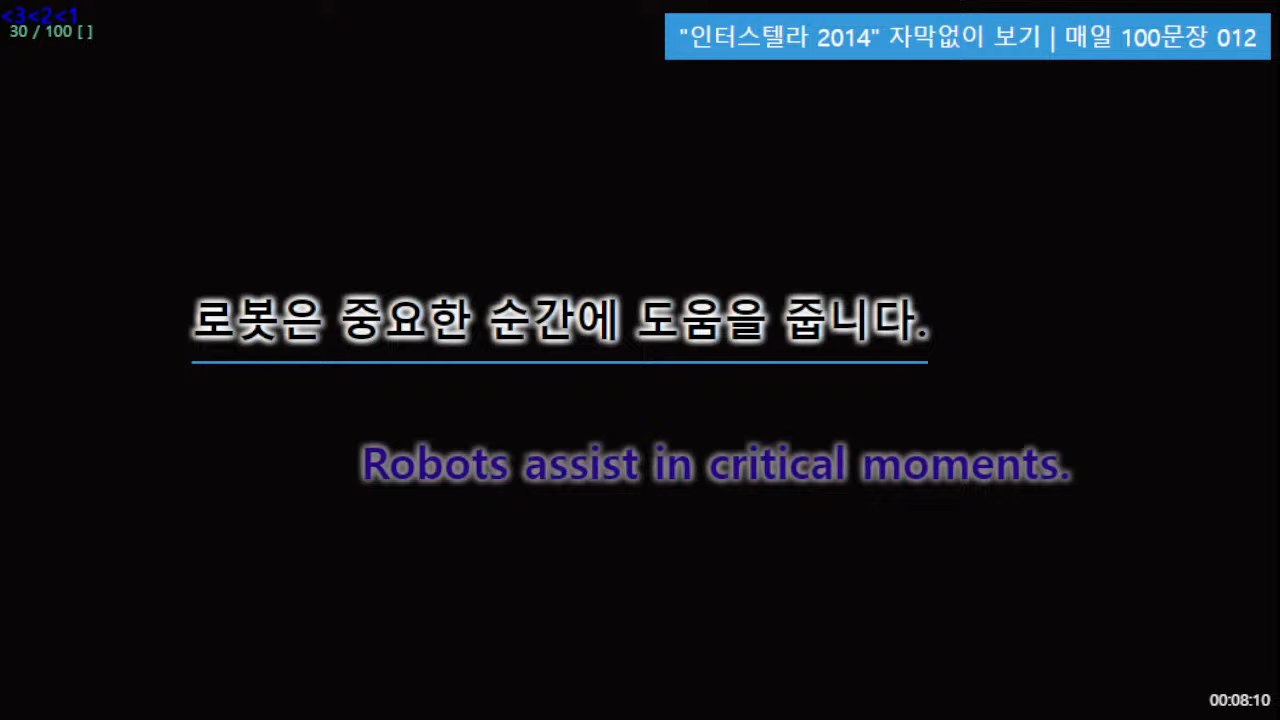 <3<2<1
30 / 100 [ ]
"인터스텔라 2014" 자막없이 보기 | 매일 100문장 012
로봇은 중요한 순간에 도움을 줍니다.
Robots assist in critical moments.
00:08:10